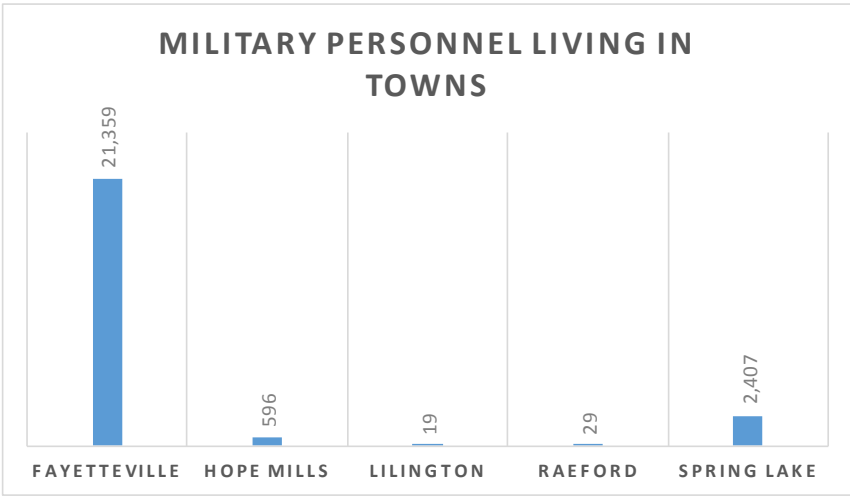 MILITARY PERSONNEL LIVING IN
TOWNS
21,359
596
19
29
2,407
FAYETTEVILLE HOPE MILLS LILINGTON RAEFORD SPRING LAKE